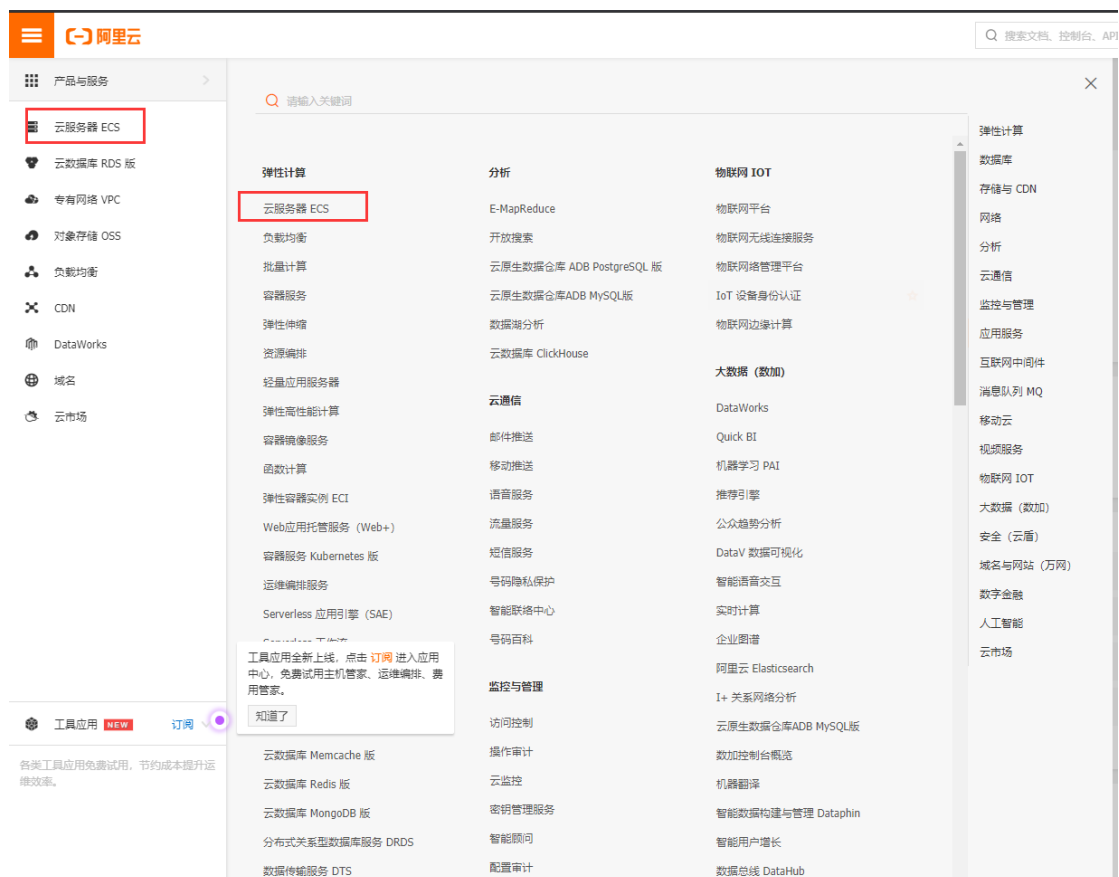 阿里云
搜索文档、控制台、API
产品与服务
云服务器 ECS
云数据库 RDS 版
专有网络 VPC
对象存储 OSS
负载均衡
CDN
DataWorks
域名
云市场
工具应用 NEW 订阅
各类工具应用免费试用，节约成本提升运
维效率。
请输入关键词
弹性计算
云服务器 ECS
负载均衡
批量计算
容器服务
弹性伸缩
资源编排
轻量应用服务器
弹性高性能计算
容器镜像服务
函数计算
弹性容器实例 ECI
Web应用托管服务（Web+）
容器服务 Kubernetes 版
运维编排服务
Serverless 应用引擎（SAE）
Serverless 工作流
工具应用全新上线，点击 订阅 进入应用
中心，免费试用主机管家、运维编排、费
用管家。
知道了
云数据库 Memcache 版
云数据库 Redis 版
云数据库 MongoDB 版
分布式关系型数据库服务 DRDS
数据传输服务 DTS
分析
E-MapReduce
开放搜索
云原生数据仓库 ADB PostgreSQL 版
云原生数据仓库ADB MySQL版
数据湖分析
云数据库 ClickHouse
云通信
邮件推送
移动推送
语音服务
流量服务
短信服务
号码隐私保护
智能联络中心
号码百科
监控与管理
访问控制
操作审计
云监控
密钥管理服务
智能顾问
配置审计
物联网 IOT
物联网平台
物联网无线连接服务
物联网络管理平台
IoT 设备身份认证
物联网边缘计算
大数据（数加）
DataWorks
Quick BI
机器学习 PAI
推荐引擎
公众趋势分析
DataV 数据可视化
智能语音交互
实时计算
企业图谱
阿里云 Elasticsearch
I+ 关系网络分析
云原生数据仓库ADB MySQL版
数加控制台概览
机器翻译
智能数据构建与管理 Dataphin
智能用户增长
数据总线 DataHub
弹性计算
数据库
存储与 CDN
网络
分析
云通信
监控与管理
应用服务
互联网中间件
消息队列 MQ
移动云
视频服务
物联网 IOT
大数据（数加）
安全（云盾）
域名与网站（万网）
数字金融
人工智能
云市场